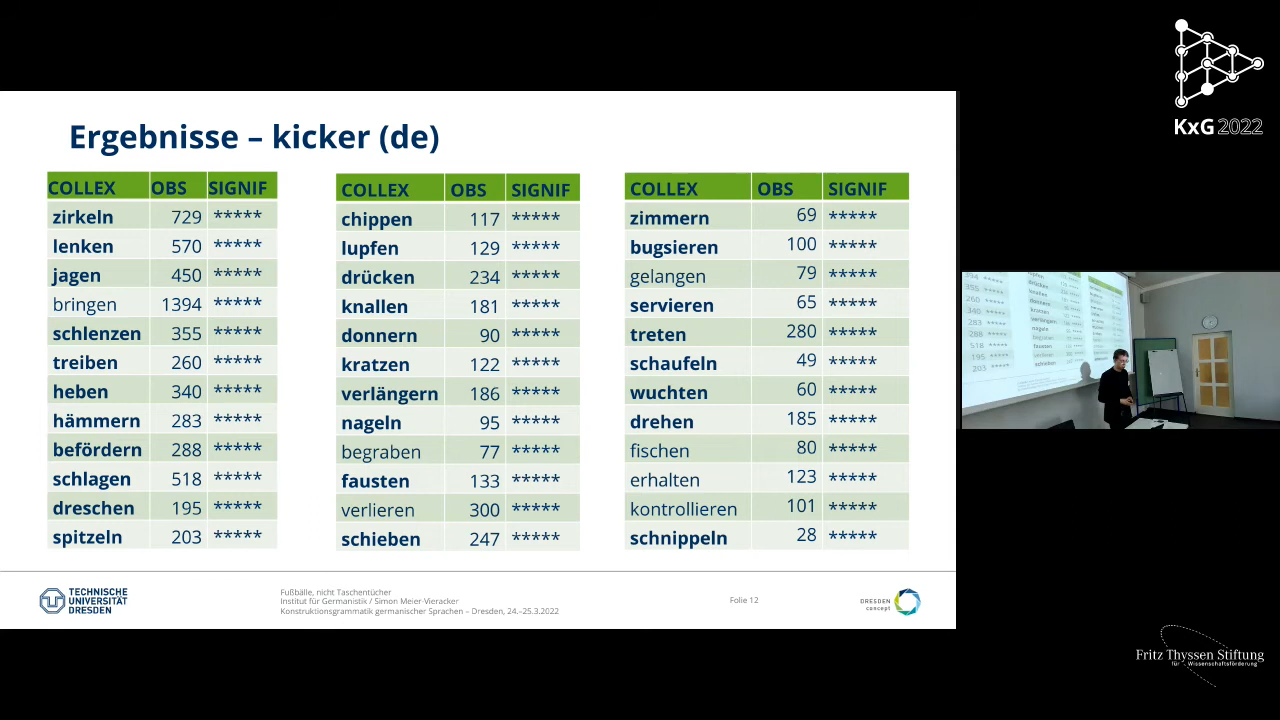 KxG 2022
Ergebnisse – kicker (de)
COLLEX OBS SIGNIF
zirkeln 729 *****
lenken 570 *****
jagen 450 *****
bringen 1394 *****
schlenzen 355 *****
treiben 260 *****
heben 340 *****
hämmern 283 *****
befördern 288 *****
schlagen 518 *****
dreschen 195 *****
spitzeln 203 *****
COLLEX OBS SIGNIF
chippen 117 *****
lupfen 129 *****
drücken 234 *****
knallen 181 *****
donnern 90 *****
kratzen 122 *****
verlängern 186 *****
nageln 95 *****
begraben 77 *****
fausten 133 *****
verlieren 300 *****
schieben 247 *****
COLLEX OBS SIGNIF
zimmern 69 *****
bugsieren 100 *****
gelangen 79 *****
servieren 65 *****
treten 280 *****
schaufeln 49 *****
wuchten 60 *****
drehen 185 *****
fischen 80 *****
erhalten 123 *****
kontrollieren 101 *****
schnippeln 28 *****
TECHNISCHE
UNIVERSITÄT
DRESDEN
Fußbälle, nicht Taschentücher
Institut für Germanistik / Simon Meier-Vieracker
Konstruktionsgrammatik germanischer Sprachen – Dresden, 24.–25.3.2022
Folie 12
DRESDEN
concept
Fritz Thyssen Stiftung
für Wissenschaftsförderung